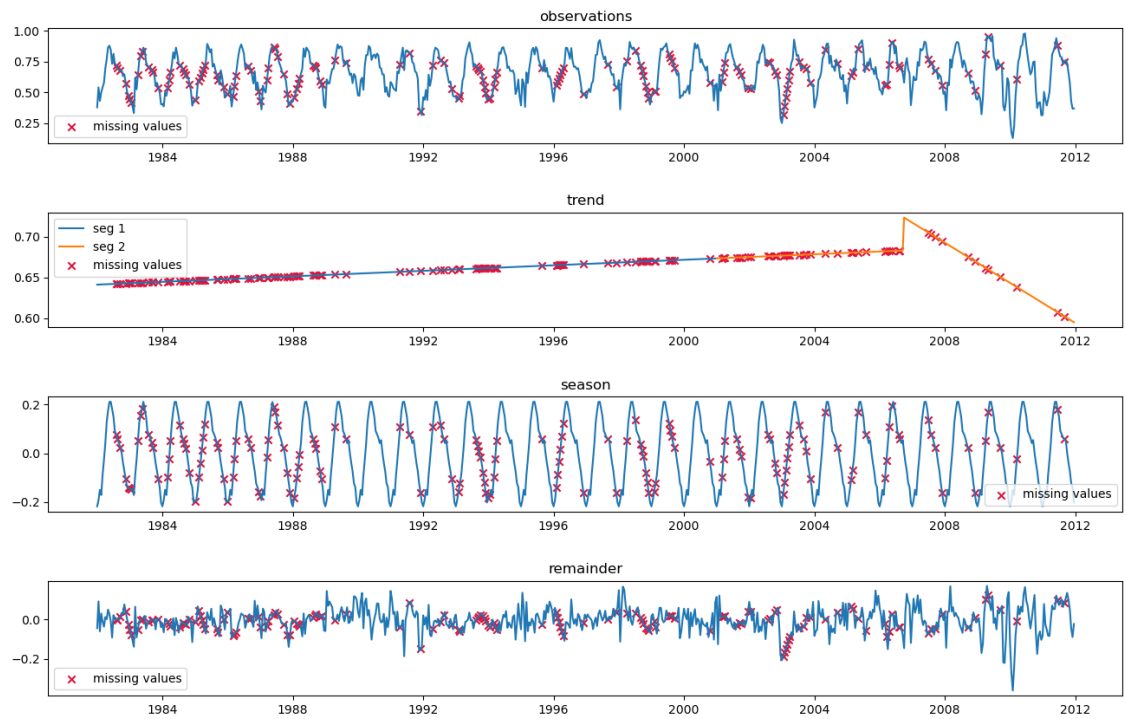 observations
1.00
0.75
0.50
0.25
missing values
1984 1988 1992 1996 2000 2004 2008 2012
trend
0.70
0.65
0.60
seg 1
seg 2
missing values
1984 1988 1992 1996 2000 2004 2008 2012
season
0.2
0.0
−0.2
missing values
1984 1988 1992 1996 2000 2004 2008 2012
remainder
0.0
−0.2
missing values
1984 1988 1992 1996 2000 2004 2008 2012